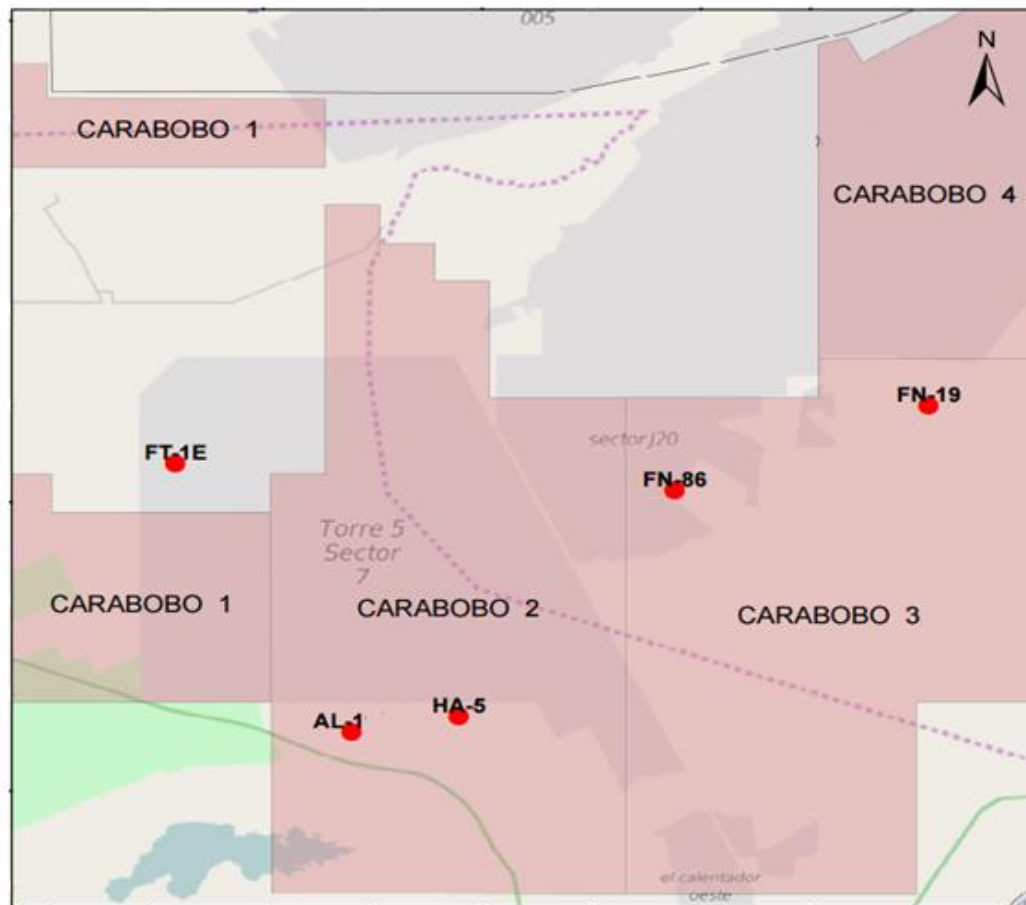 005
N
CARABOBO 1
CARABOBO 4
FN-19
FT-1E
sector J20
FN-86
Torre 5
Sector
7
CARABOBO 1
CARABOBO 2
CARABOBO 3
AL-1
HA-5
el calentador
oeste